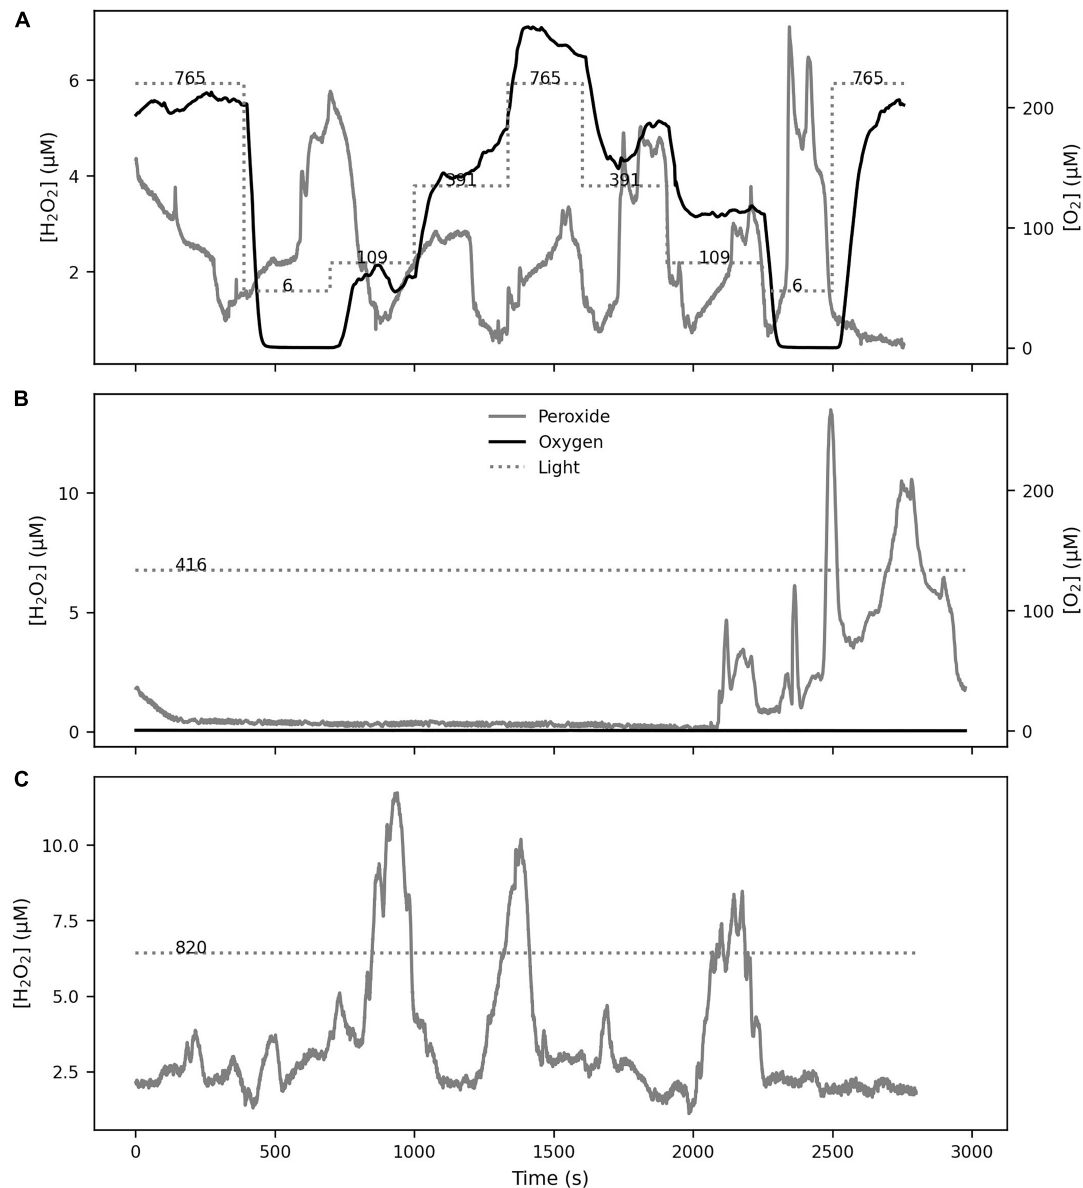 A
[H₂O₂] (μM)
6
4
2
765
6
109
391
765
391
109
6
765
200
100
0
[O₂] (μM)
B
[H₂O₂] (μM)
10
5
0
416
Peroxide
Oxygen
Light
200
100
0
[O₂] (μM)
C
[H₂O₂] (μM)
10.0
7.5
5.0
2.5
820
0 500 1000 1500 2000 2500 3000
Time (s)